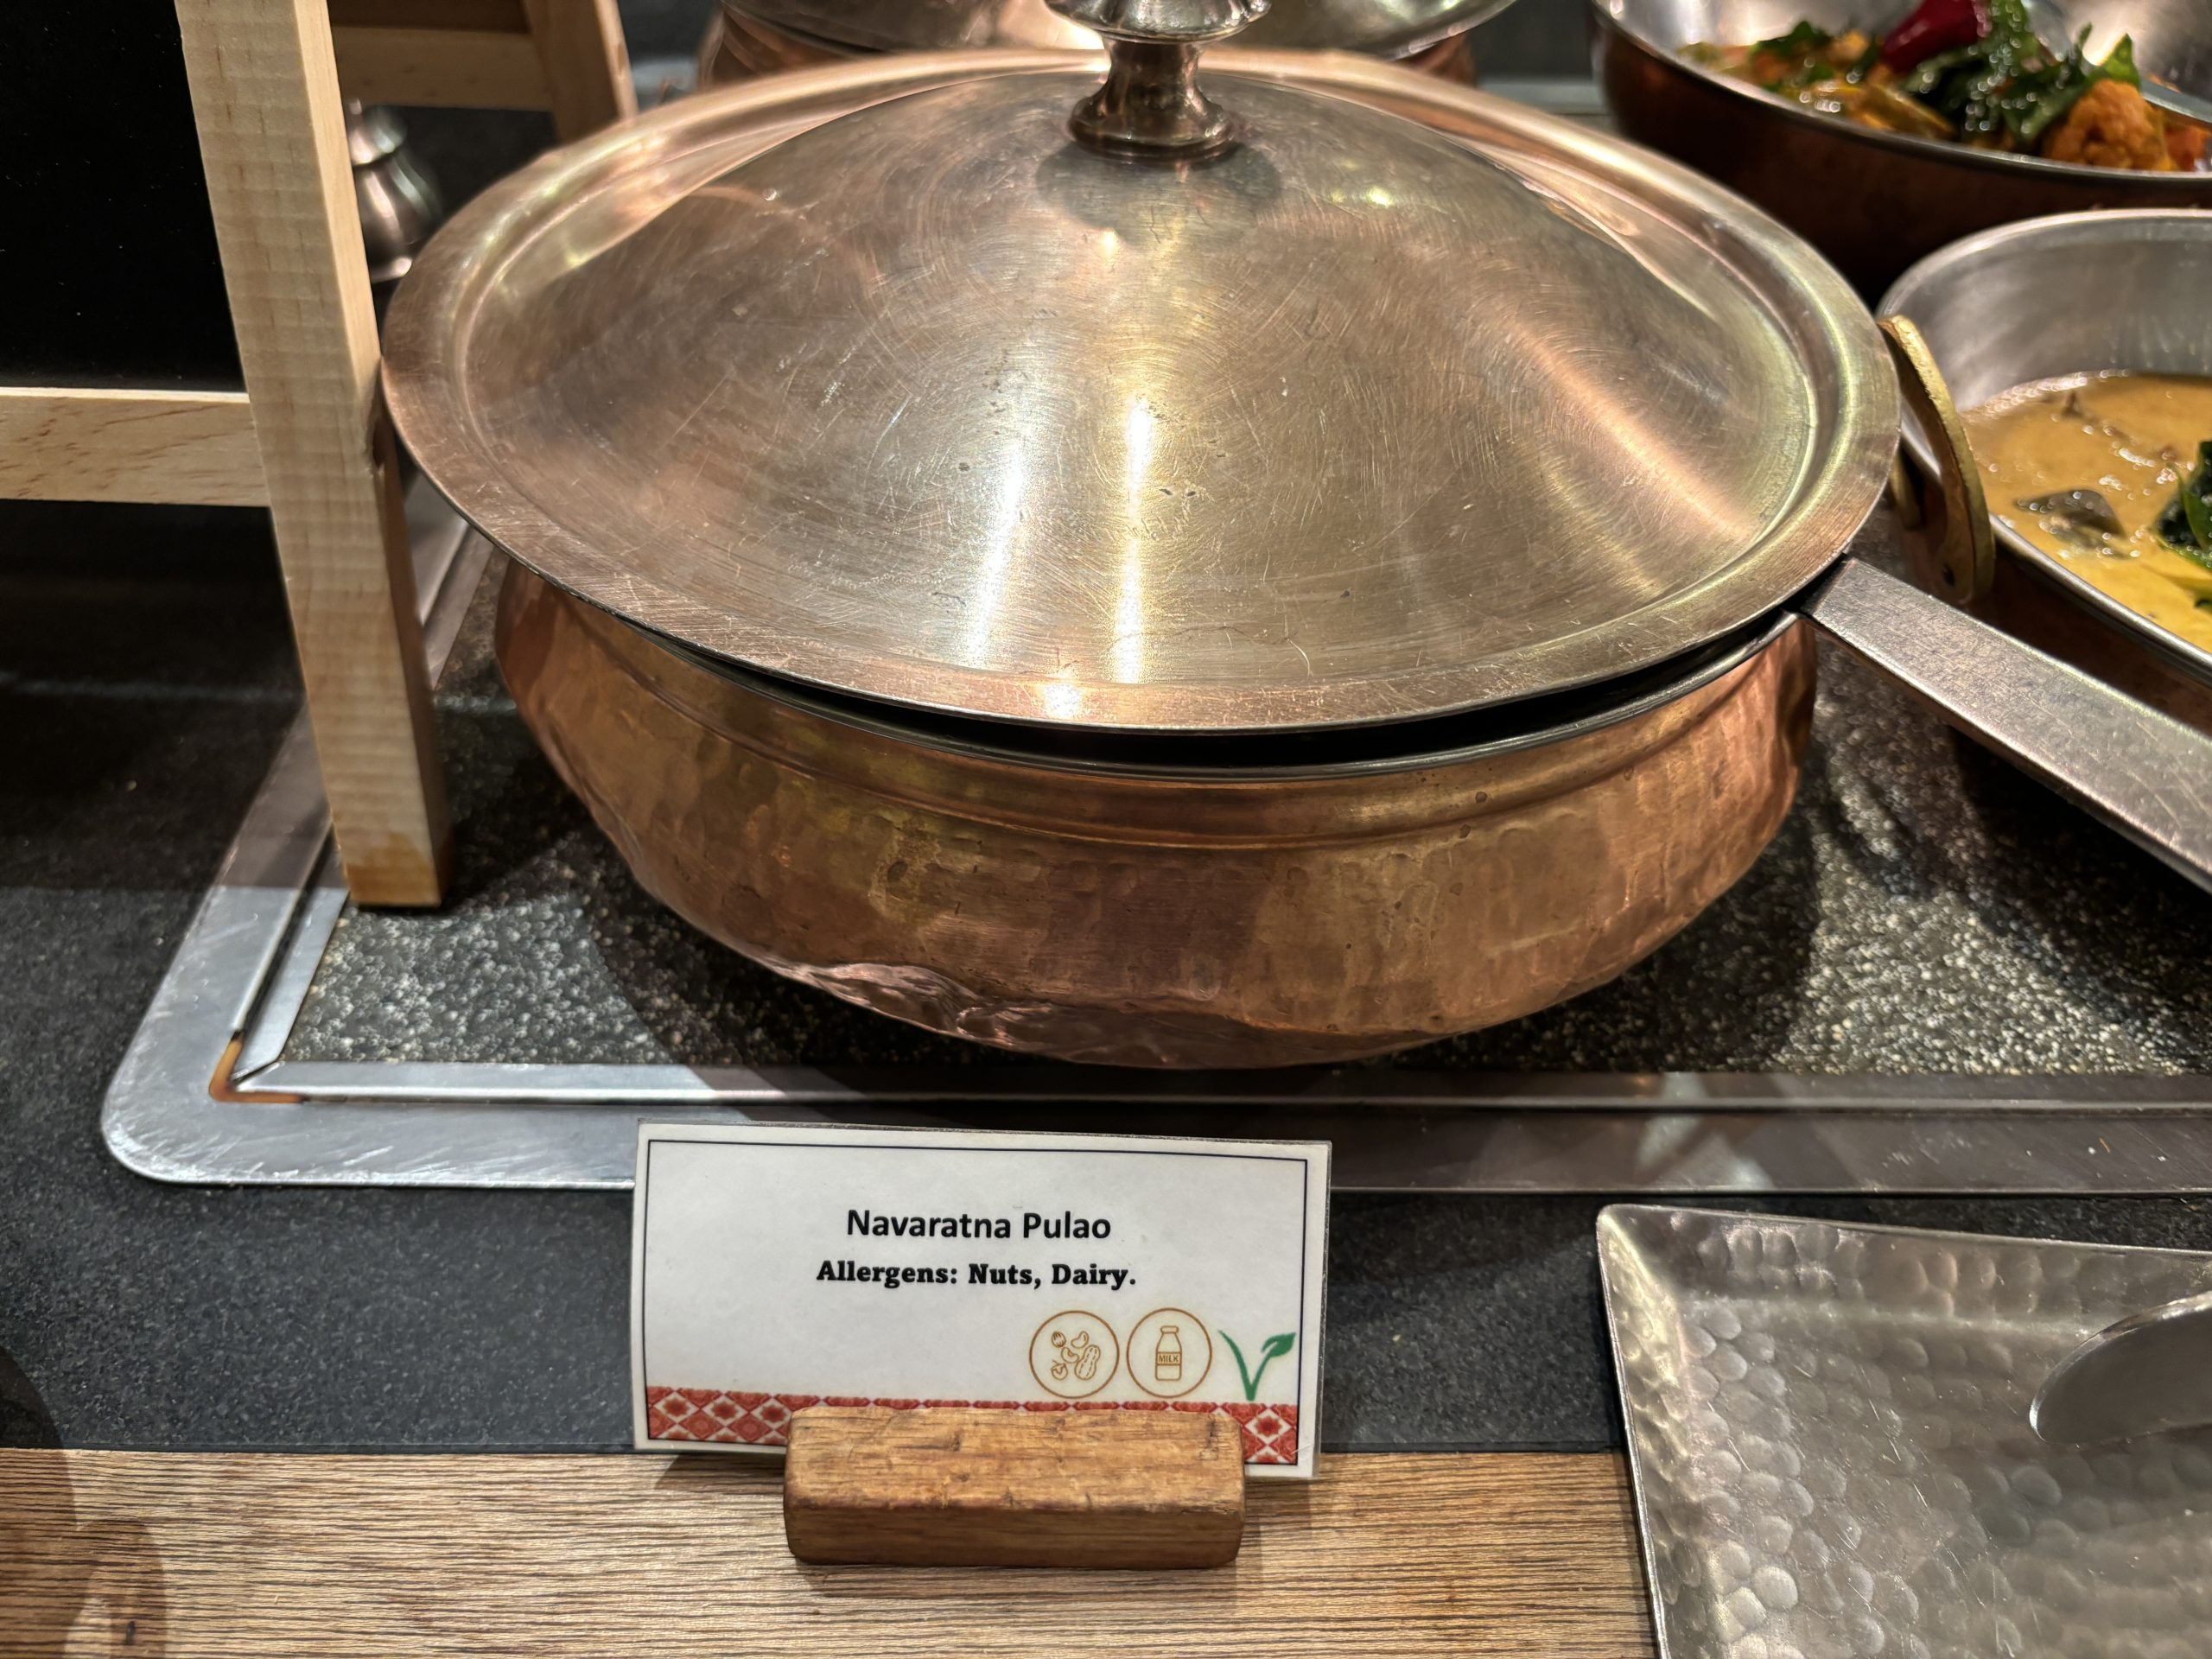 Navaratna Pulao
Allergens: Nuts, Dairy.
MILK